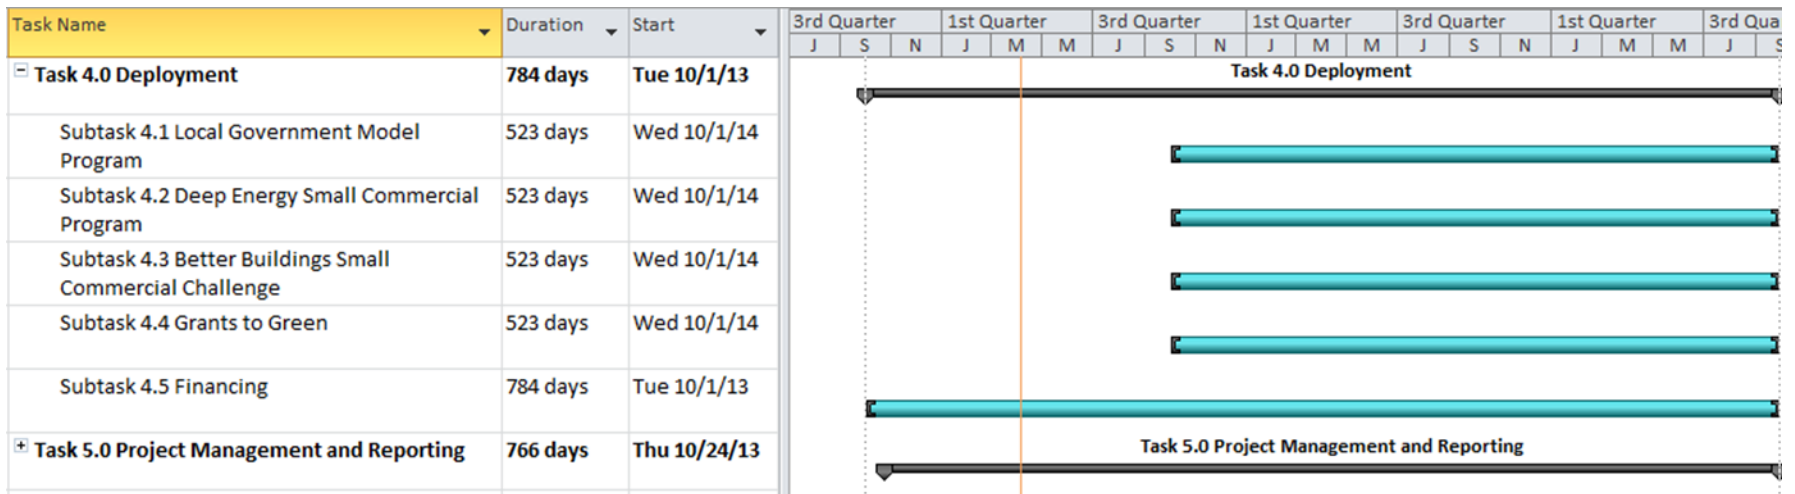 Task Name Duration Start 3rd Quarter 1st Quarter 3rd Quarter 1st Quarter 3rd Quarter 1st Quarter 3rd Qua
J S N J M M J S N J M M J S N J M M J S
Task 4.0 Deployment 784 days Tue 10/1/13 Task 4.0 Deployment
Subtask 4.1 Local Government Model 523 days Wed 10/1/14
Program
Subtask 4.2 Deep Energy Small Commercial 523 days Wed 10/1/14
Program
Subtask 4.3 Better Buildings Small 523 days Wed 10/1/14
Commercial Challenge
Subtask 4.4 Grants to Green 523 days Wed 10/1/14
Subtask 4.5 Financing 784 days Tue 10/1/13
Task 5.0 Project Management and Reporting 766 days Thu 10/24/13 Task 5.0 Project Management and Reporting